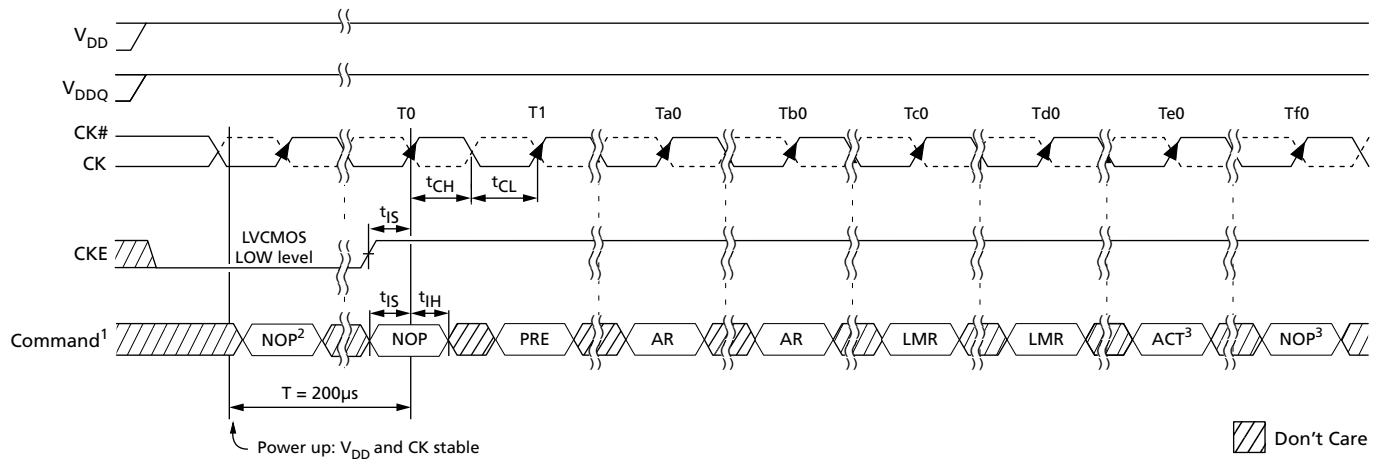 VDD
VDDQ
T0 T1 Ta0 Tb0 Tc0 Td0 Te0 Tf0
CK#
CK
tCH tCL
tIS
LVCMOS
LOW level
CKE
tIS tIH
Command1 NOP2 NOP PRE AR AR LMR LMR ACT3 NOP3
T = 200µs
Power up: VDD and CK stable
Don't Care